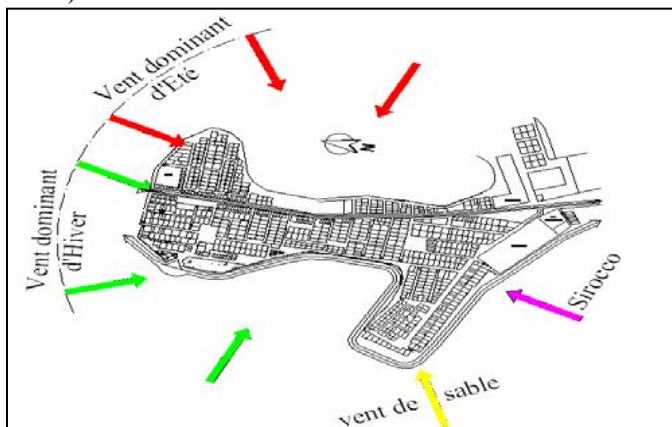 Vent dominant
d'Eté
Vent dominant
d'Hiver
N
Sirocco
vent de sable